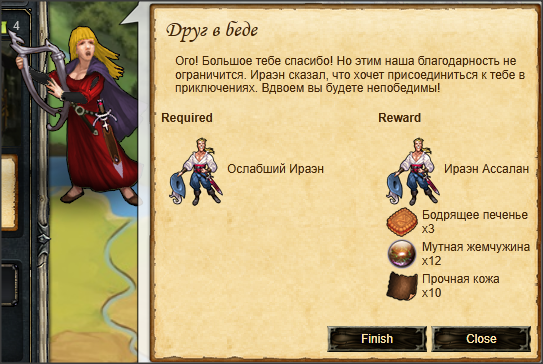 4
Друг в беде
Ого! Большое тебе спасибо! Но этим наша благодарность не
ограничится. Ираэн сказал, что хочет присоединиться к тебе в
приключениях. Вдвоем вы будете непобедимы!
Required
Reward
Ослабший Ираэн
Ираэн Ассалан
Бодрящее печенье
x3
Мутная жемчужина
x12
Прочная кожа
x10
Finish
Close